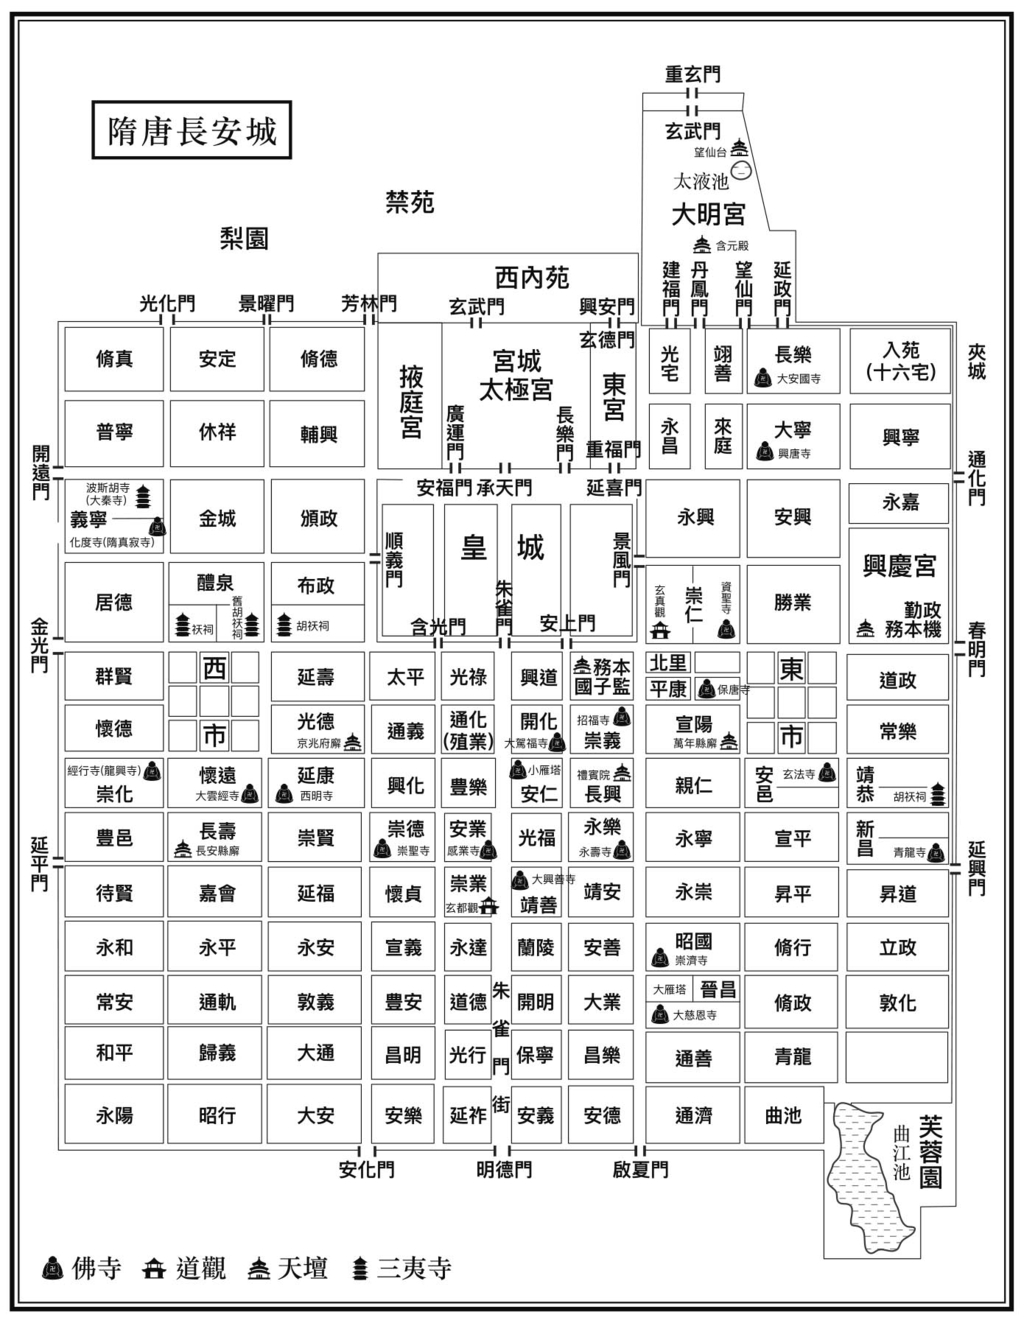 隋唐長安城
重玄門
玄武門
望仙台
太液池
大明宮
含元殿
禁苑
梨園
西內苑
建福門
丹鳳門
望仙門
延政門
光化門
景曜門
芳林門
玄武門
興安門
玄德門
脩真
安定
脩德
掖庭宮
宮城
太極宮
東宮
光宅
翊善
長樂
大安國寺
入苑
(十六宅)
夾城
普寧
休祥
輔興
廣運門
長樂門
重福門
永昌
來庭
大寧
興唐寺
興寧
開遠門
通化門
安福門
承天門
延喜門
波斯胡寺
(大秦寺)
義寧
化度寺(隋真寂寺)
金城
頒政
順義門
皇城
景風門
永興
安興
永嘉
興慶宮
勤政
務本機
居德
醴泉
祆祠
舊胡祆祠
布政
胡祆祠
朱雀門
玄真觀
崇仁
資聖寺
勝業
金光門
春明門
含光門
安上門
群賢
西市
延壽
太平
光祿
興道
務本
國子監
北里
平康
保唐寺
東市
道政
懷德
光德
京兆府廨
通義
通化
(殖業)
開化
大薦福寺
招福寺
崇義
宣陽
萬年縣廨
常樂
經行寺(龍興寺)
崇化
懷遠
大雲經寺
延康
西明寺
興化
豐樂
小雁塔
安仁
禮賓院
長興
親仁
安邑
玄法寺
靖恭
胡祆祠
延平門
延興門
豐邑
長壽
長安縣廨
崇賢
崇德
崇聖寺
安業
感業寺
光福
永樂
永壽寺
永寧
宣平
新昌
青龍寺
待賢
嘉會
延福
懷貞
崇業
玄都觀
大興善寺
靖善
靖安
永崇
昇平
昇道
永和
永平
永安
宣義
永達
蘭陵
安善
昭國
崇濟寺
脩行
立政
常安
通軌
敦義
豐安
道德
朱雀門街
開明
大業
大雁塔
晉昌
大慈恩寺
脩政
敦化
和平
歸義
大通
昌明
光行
保寧
昌樂
通善
青龍
永陽
昭行
大安
安樂
延祚
安義
安德
通濟
曲池
曲江池
芙蓉園
安化門
明德門
啟夏門
佛寺
道觀
天壇
三夷寺